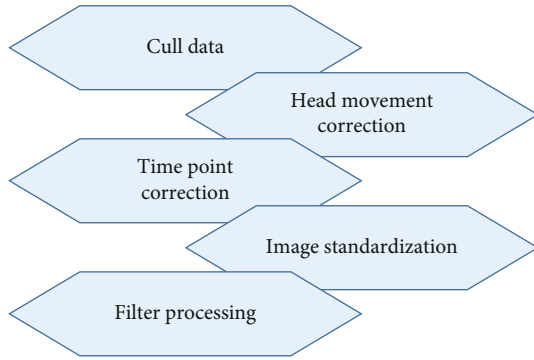 Cull data
Head movement
correction
Time point
correction
Image standardization
Filter processing